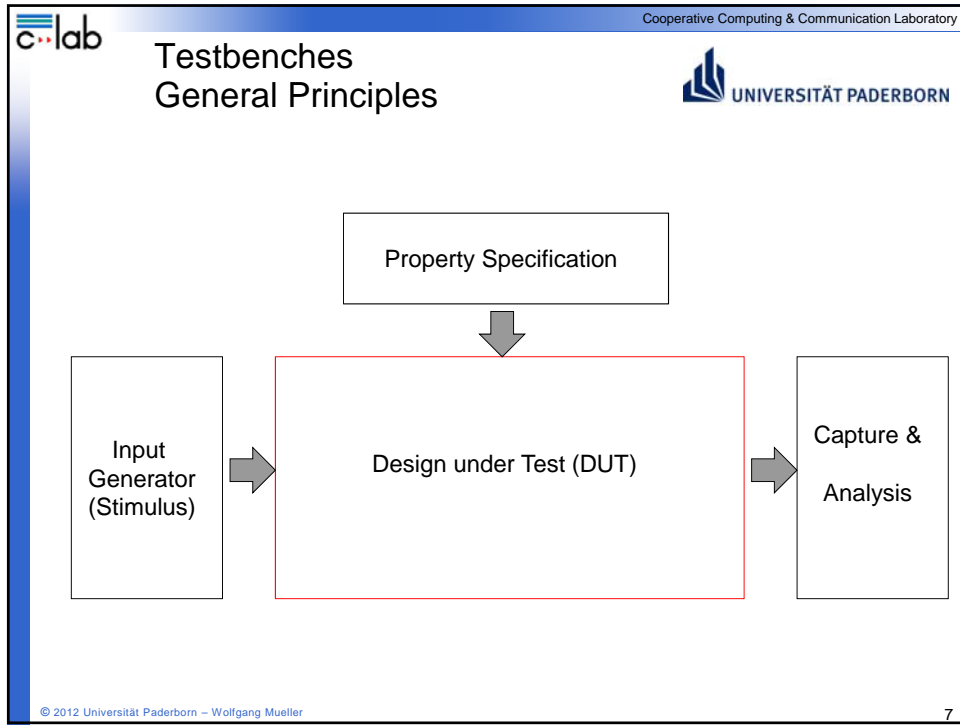 Cooperative Computing & Communication Laboratory
c-lab
Testbenches
General Principles
UNIVERSITÄT PADERBORN
Property Specification
Input
Generator
(Stimulus)
Design under Test (DUT)
Capture &
Analysis
© 2012 Universität Paderborn – Wolfgang Mueller
7